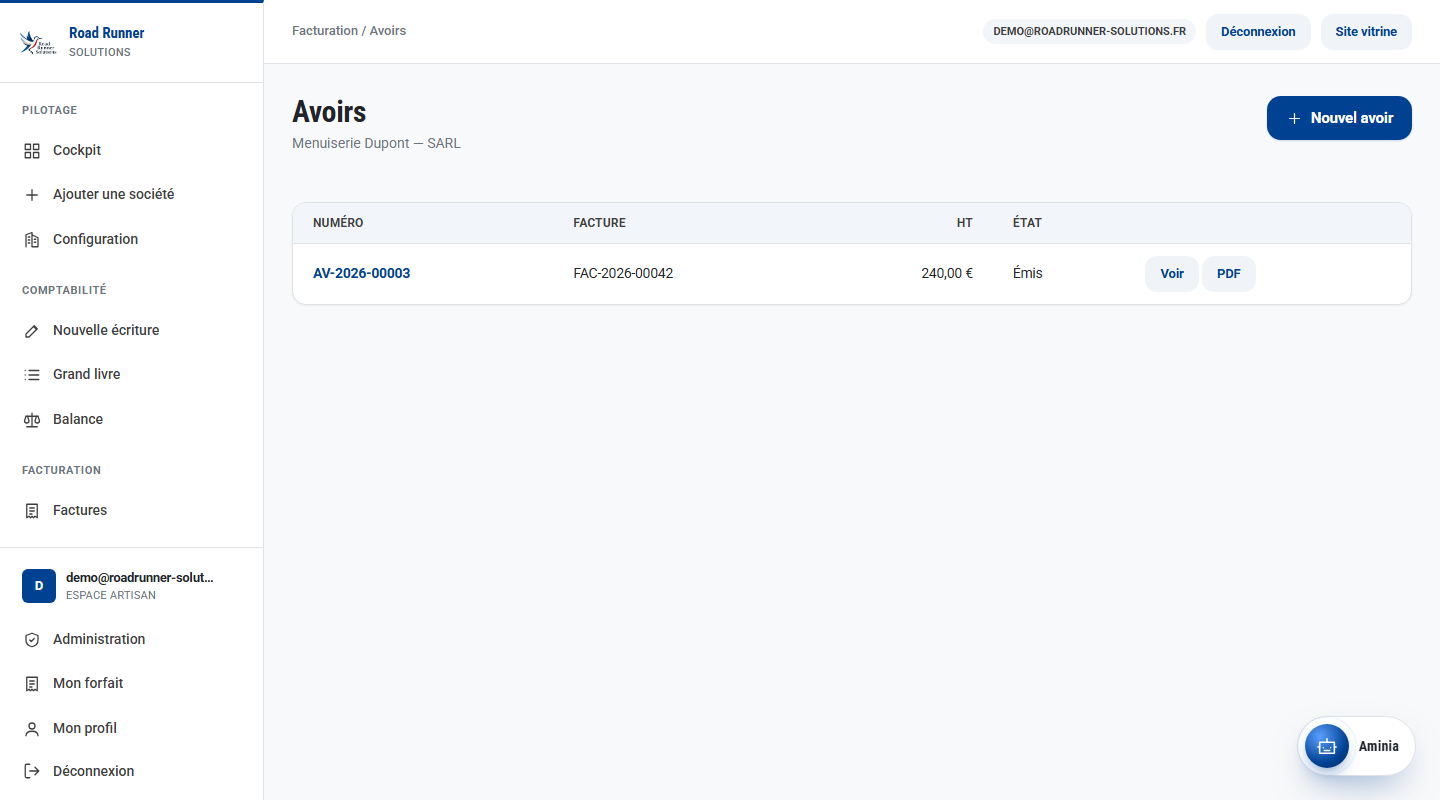 Road Runner
SOLUTIONS
PILOTAGE
Cockpit
Ajouter une société
Configuration
COMPTABILITÉ
Nouvelle écriture
Grand livre
Balance
FACTURATION
Factures
demo@roadrunner-solut...
D
ESPACE ARTISAN
Administration
Mon forfait
Mon profil
Déconnexion
Facturation / Avoirs
DEMO@ROADRUNNER-SOLUTIONS.FR
Déconnexion
Site vitrine
Avoirs
Menuiserie Dupont — SARL
Nouvel avoir
NUMÉRO FACTURE HT ÉTAT
AV-2026-00003 FAC-2026-00042 240,00 € Émis Voir PDF
Aminia